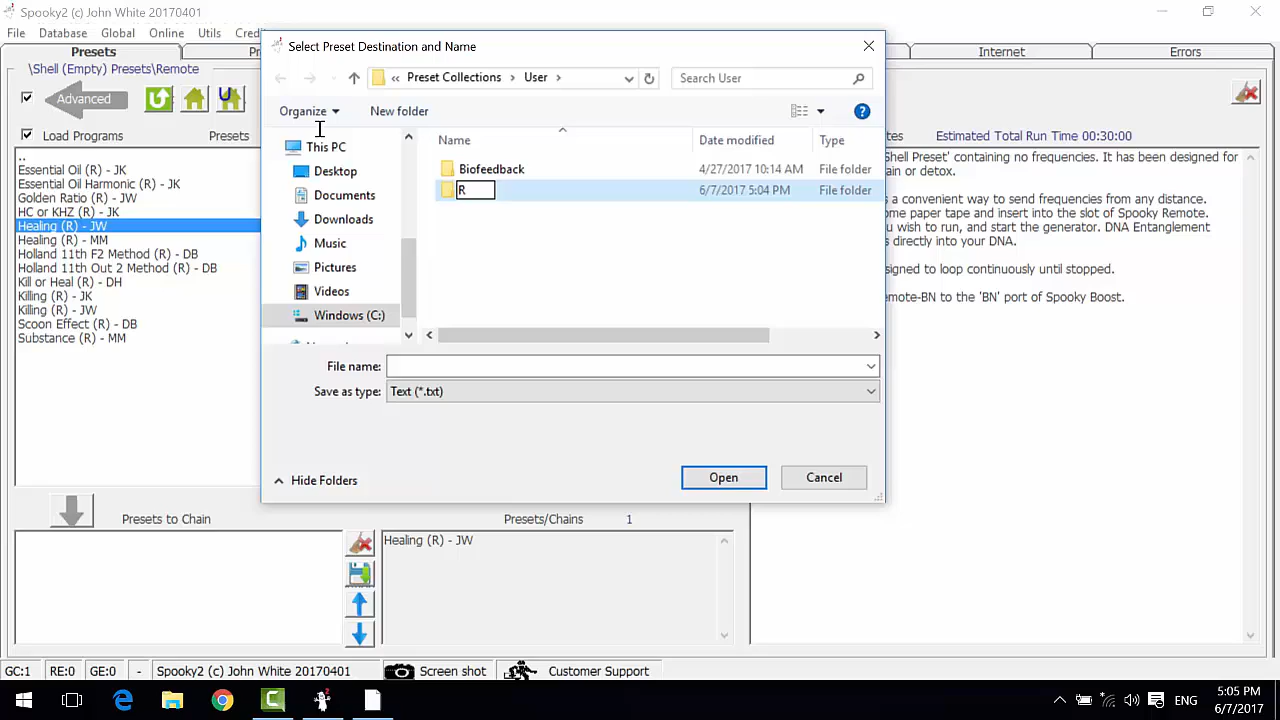 Spooky2 (c) John White 20170401
File Database Global Online Utils Credi
Presets
Pr
Internet
Errors
\Shell (Empty) Presets\Remote
Advanced
Load Programs
Presets
..
Essential Oil (R) - JK
Essential Oil Harmonic (R) - JK
Golden Ratio (R) - JW
HC or KHZ (R) - JK
Healing (R) - JW
Healing (R) - MM
Holland 11th F2 Method (R) - DB
Holland 11th Out 2 Method (R) - DB
Kill or Heal (R) - DH
Killing (R) - JK
Killing (R) - JW
Scoon Effect (R) - DB
Substance (R) - MM
Select Preset Destination and Name
« Preset Collections > User >
Search User
Organize
New folder
This PC
Desktop
Documents
Downloads
Music
Pictures
Videos
Windows (C:)
Name
Date modified
Type
Biofeedback
4/27/2017 10:14 AM
File folder
R
6/7/2017 5:04 PM
File folder
File name:
Save as type:
Text (*.txt)
Hide Folders
Open
Cancel
tes
Estimated Total Run Time 00:30:00
Shell Preset' containing no frequencies. It has been designed for
ain or detox.
s a convenient way to send frequencies from any distance.
ome paper tape and insert into the slot of Spooky Remote.
ou wish to run, and start the generator. DNA Entanglement
s directly into your DNA.
signed to loop continuously until stopped.
emote-BN to the 'BN' port of Spooky Boost.
Presets to Chain
Presets/Chains
1
Healing (R) - JW
GC:1
RE:0
GE:0
-
Spooky2 (c) John White 20170401
Screen shot
Customer Support
ENG
5:05 PM
6/7/2017